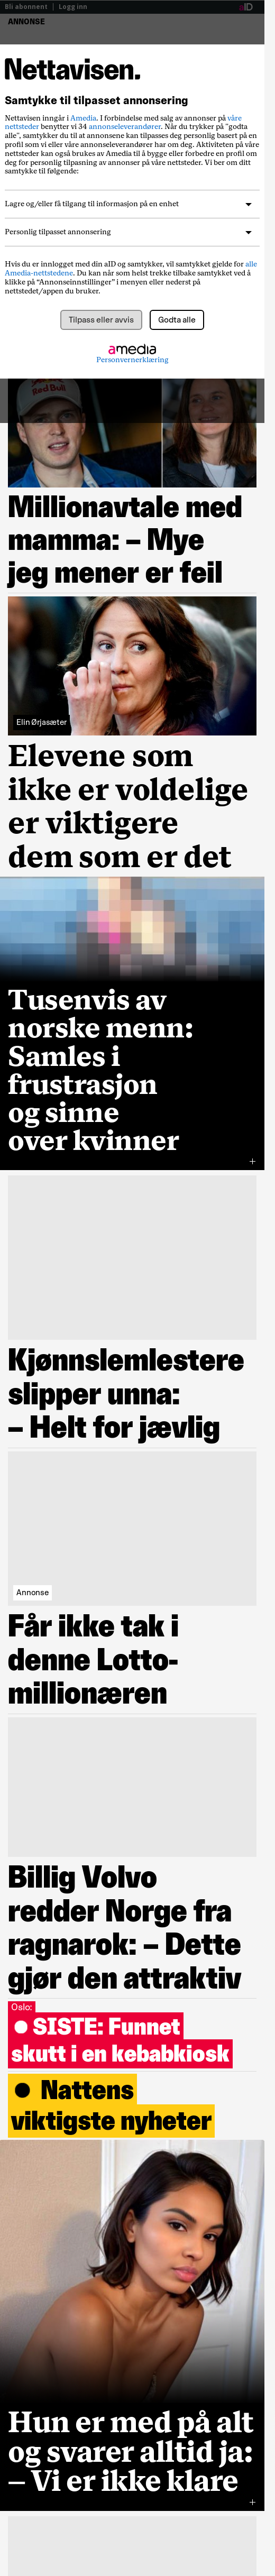 Bli abonnent
Logg inn
aID
ANNONSE
Nettavisen.
Samtykke til tilpasset annonsering
Nettavisen inngår i Amedia. I forbindelse med salg av annonser på våre
nettsteder benytter vi 34 annonseleverandører. Når du trykker på "godta
alle", samtykker du til at annonsene kan tilpasses deg personlig basert på en
profil som vi eller våre annonseleverandører har om deg. Aktiviteten på våre
nettsteder kan også brukes av Amedia til å bygge eller forbedre en profil om
deg for personlig tilpasning av annonser på våre nettsteder. Vi ber om ditt
samtykke til følgende:
Lagre og/eller få tilgang til informasjon på en enhet
Personlig tilpasset annonsering
Hvis du er innlogget med din aID og samtykker, vil samtykket gjelde for alle
Amedia-nettstedene. Du kan når som helst trekke tilbake samtykket ved å
klikke på “Annonseinnstillinger” i menyen eller nederst på
nettstedet/appen du bruker.
Tilpass eller avvis
Godta alle
amedia
Personvernerklæring
Red Bull
Millionavtale med
mamma: – Mye
jeg mener er feil
Elin Ørjasæter
Elevene som
ikke er voldelige
er viktigere
dem som er det
Tusenvis av
norske menn:
Samles i
frustrasjon
og sinne
over kvinner
Kjønnslemlestere
slipper unna:
– Helt for jævlig
Annonse
Får ikke tak i
denne Lotto-
millionæren
Billig Volvo
redder Norge fra
ragnarok: – Dette
gjør den attraktiv
Oslo:
● SISTE: Funnet
skutt i en kebabkiosk
● Nattens
viktigste nyheter
Hun er med på alt
og svarer alltid ja:
– Vi er ikke klare